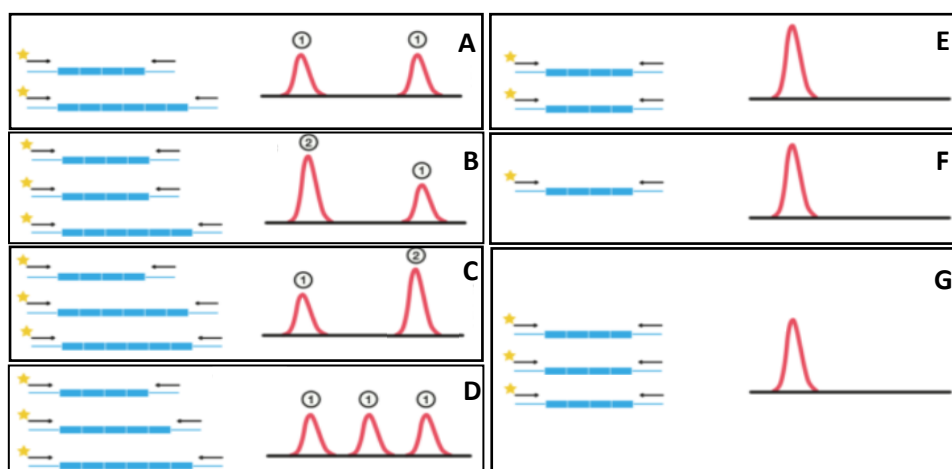 ① ① A
② ① B
① ② C
① ① ① D
E
F
G